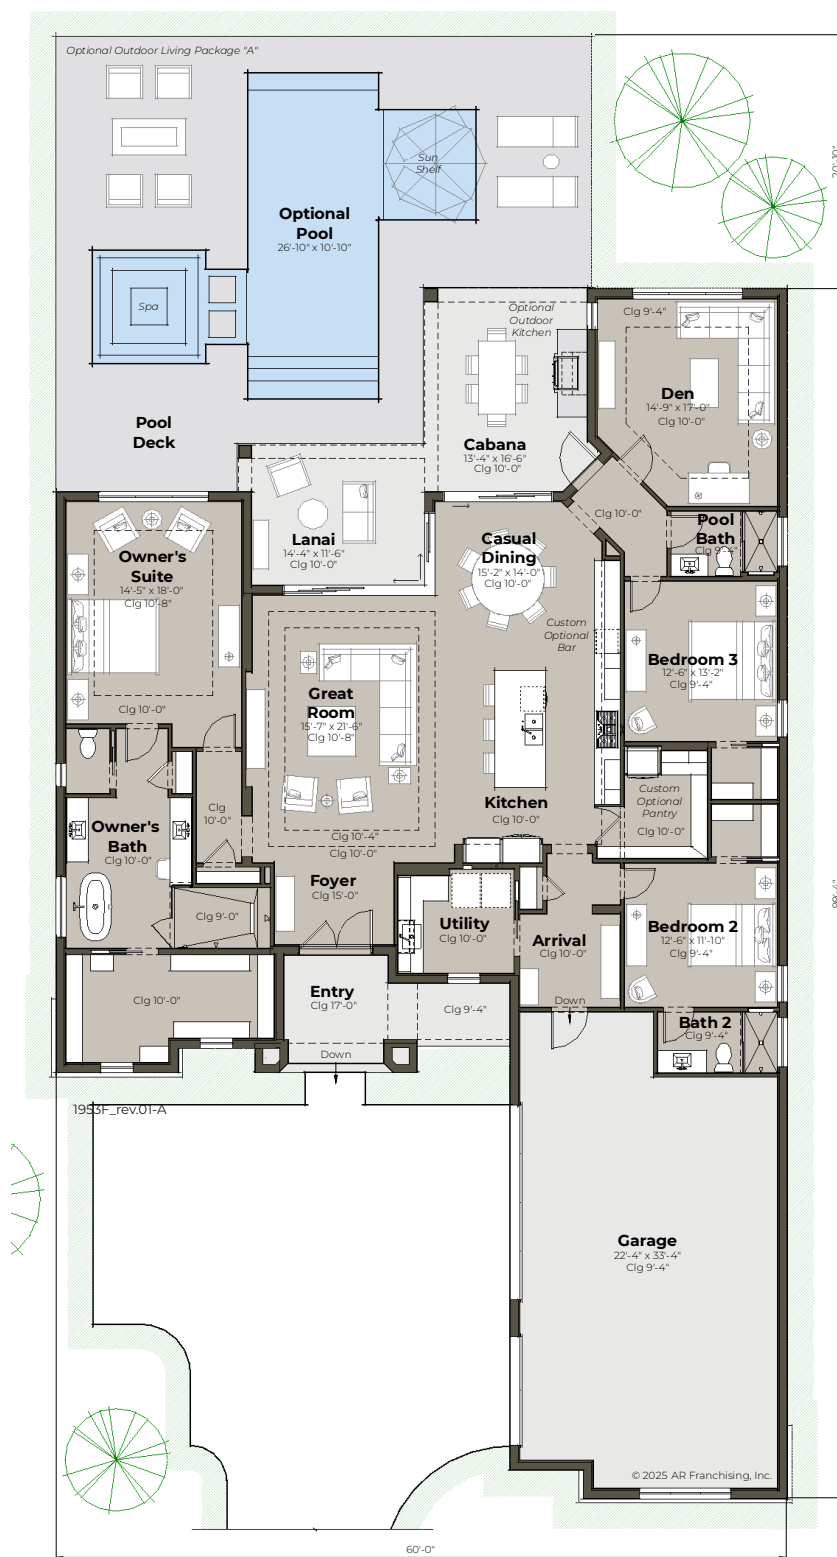 Optional Outdoor Living Package "A"
20'-10"
Sun
Shelf
Optional
Pool
26'-10" x 10'-10"
Spa
Optional
Outdoor
Kitchen
Clg 9'-4"
Den
14'-9" x 17'-0"
Clg 10'-0"
Pool
Deck
Cabana
13'-4" x 16'-6"
Clg 10'-0"
Clg 10'-0"
Pool
Bath
Clg 9'-4"
Lanai
14'-4" x 11'-6"
Clg 10'-0"
Casual
Dining
15'-2" x 14'-0"
Clg 10'-0"
Owner's
Suite
14'-5" x 18'-0"
Clg 10'-8"
Clg 10'-0"
Custom
Optional
Bar
Bedroom 3
12'-6" x 13'-2"
Clg 9'-4"
Great
Room
15'-7" x 21'-6"
Clg 10'-8"
Clg 10'-4"
Clg 10'-0"
Kitchen
Clg 10'-0"
Custom
Optional
Pantry
Clg 10'-0"
Clg
10'-0"
Owner's
Bath
Clg 10'-0"
Clg 9'-0"
Foyer
Clg 15'-0"
Utility
Clg 10'-0"
Arrival
Clg 10'-0"
Down
Bedroom 2
12'-6" x 11'-10"
Clg 9'-4"
Clg 10'-0"
Entry
Clg 17'-0"
Down
Clg 9'-4"
Bath 2
Clg 9'-4"
1953F_rev.01-A
Garage
22'-4" x 33'-4"
Clg 9'-4"
© 2025 AR Franchising, Inc.
60'-0"